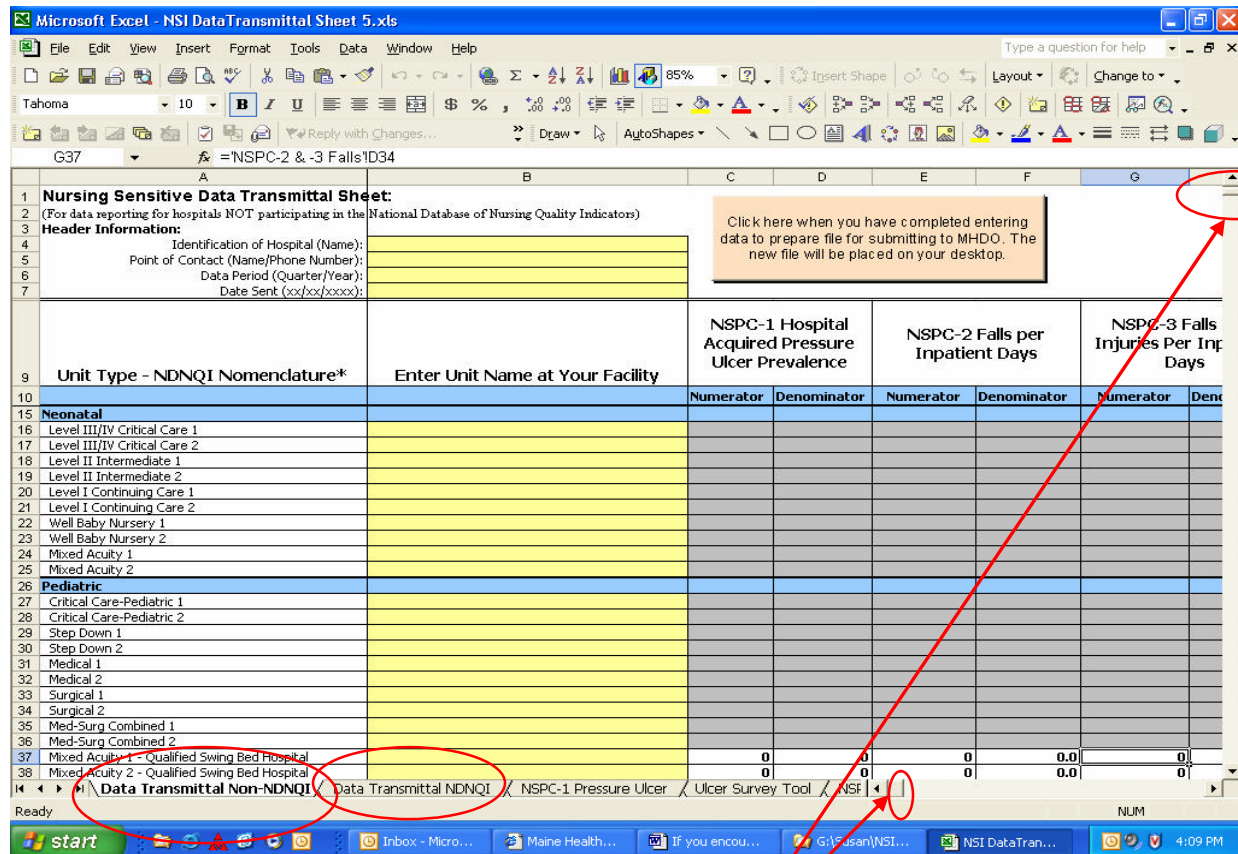 Microsoft Excel - NSI DataTransmittal Sheet 5.xls
File Edit View Insert Format Tools Data Window Help Type a question for help
85% Insert Shape Layout Change to
Tahoma 10 B I U $ % ,
Reply with Changes... Draw AutoShapes
G37 fx ='NSPC-2 & -3 Falls'!D34
A B C D E F G
1 Nursing Sensitive Data Transmittal Sheet:
2 (For data reporting for hospitals NOT participating in the National Database of Nursing Quality Indicators)
3 Header Information:
4 Identification of Hospital (Name):
5 Point of Contact (Name/Phone Number):
6 Data Period (Quarter/Year):
7 Date Sent (xx/xx/xxxx):
Click here when you have completed entering
data to prepare file for submitting to MHDO. The
new file will be placed on your desktop.
NSPC-1 Hospital
Acquired Pressure
Ulcer Prevalence
NSPC-2 Falls per
Inpatient Days
NSPC-3 Falls
Injuries Per Inp
Days
9 Unit Type - NDNQI Nomenclature* Enter Unit Name at Your Facility
10 Numerator Denominator Numerator Denominator Numerator Deno
15 Neonatal
16 Level III/IV Critical Care 1
17 Level III/IV Critical Care 2
18 Level II Intermediate 1
19 Level II Intermediate 2
20 Level I Continuing Care 1
21 Level I Continuing Care 2
22 Well Baby Nursery 1
23 Well Baby Nursery 2
24 Mixed Acuity 1
25 Mixed Acuity 2
26 Pediatric
27 Critical Care-Pediatric 1
28 Critical Care-Pediatric 2
29 Step Down 1
30 Step Down 2
31 Medical 1
32 Medical 2
33 Surgical 1
34 Surgical 2
35 Med-Surg Combined 1
36 Med-Surg Combined 2
37 Mixed Acuity 1 - Qualified Swing Bed Hospital 0 0 0 0.0 0
38 Mixed Acuity 2 - Qualified Swing Bed Hospital 0 0 0 0.0 0
Data Transmittal Non-NDNQI Data Transmittal NDNQI NSPC-1 Pressure Ulcer Ulcer Survey Tool NSP
Ready NUM
start Inbox - Micro... Maine Health... If you encou... G:\Susan\NSI... NSI DataTran... 4:09 PM